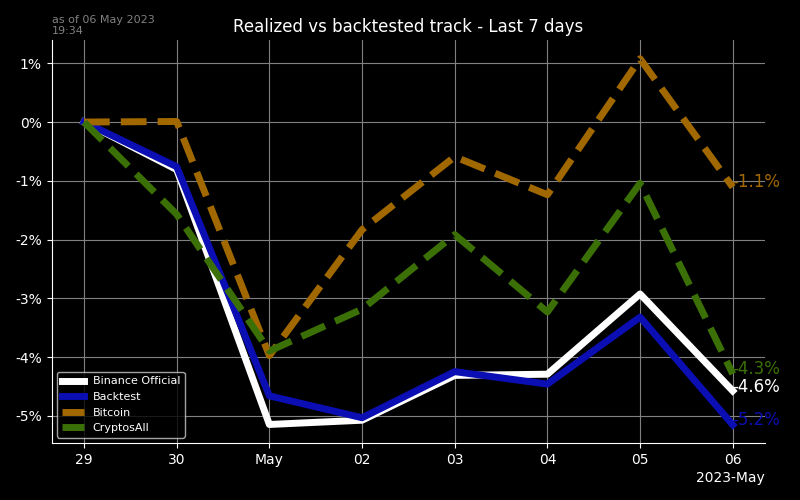 as of 06 May 2023
19:34
Realized vs backtested track - Last 7 days
1%
0%
-1%
-2%
-3%
-4%
-5%
-1.1%
-4.3%
-4.6%
-5.2%
Binance Official
Backtest
Bitcoin
CryptosAll
29 30 May 02 03 04 05 06
2023-May